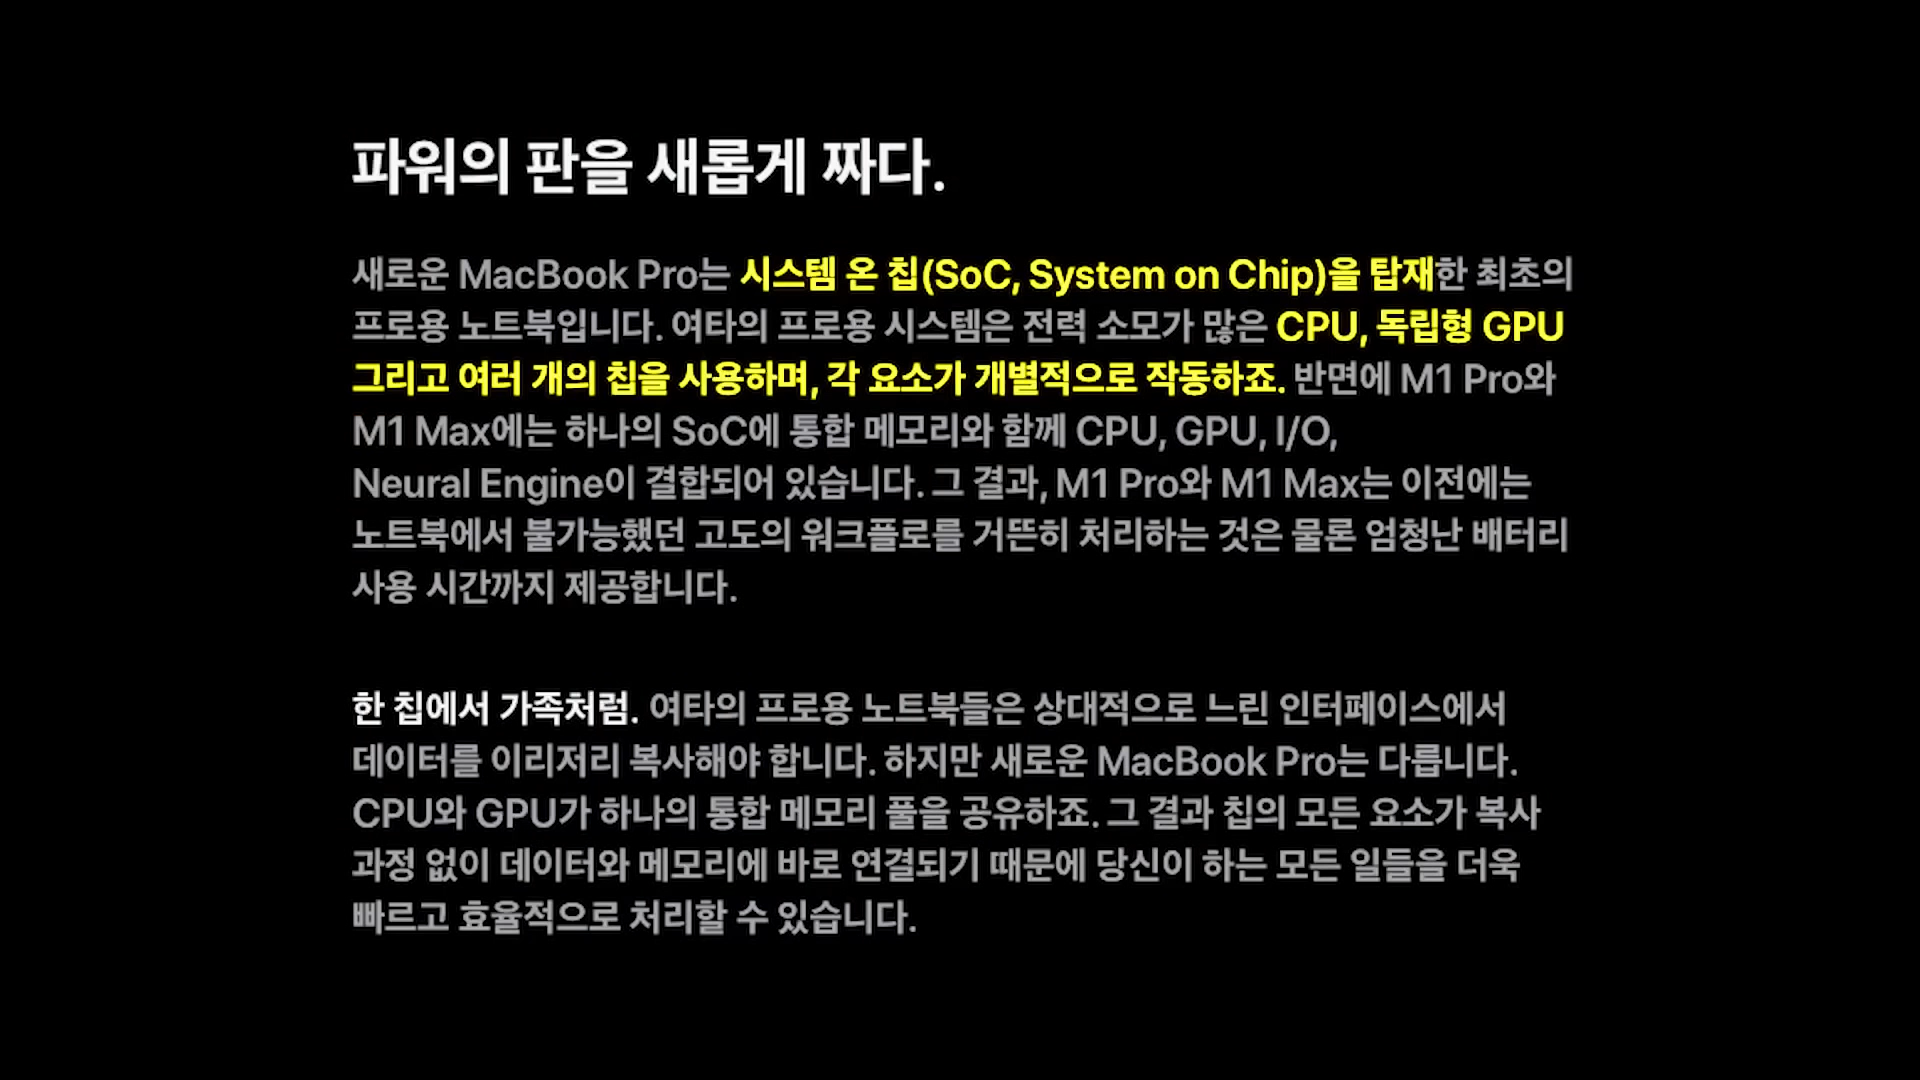 파워의 판을 새롭게 짜다.
새로운 MacBook Pro는 시스템 온 칩(SoC, System on Chip)을 탑재한 최초의
프로용 노트북입니다. 여타의 프로용 시스템은 전력 소모가 많은 CPU, 독립형 GPU
그리고 여러 개의 칩을 사용하며, 각 요소가 개별적으로 작동하죠. 반면에 M1 Pro와
M1 Max에는 하나의 SoC에 통합 메모리와 함께 CPU, GPU, I/O,
Neural Engine이 결합되어 있습니다. 그 결과, M1 Pro와 M1 Max는 이전에는
노트북에서 불가능했던 고도의 워크플로를 거뜬히 처리하는 것은 물론 엄청난 배터리
사용 시간까지 제공합니다.
한 칩에서 가족처럼. 여타의 프로용 노트북들은 상대적으로 느린 인터페이스에서
데이터를 이리저리 복사해야 합니다. 하지만 새로운 MacBook Pro는 다릅니다.
CPU와 GPU가 하나의 통합 메모리 풀을 공유하죠. 그 결과 칩의 모든 요소가 복사
과정 없이 데이터와 메모리에 바로 연결되기 때문에 당신이 하는 모든 일들을 더욱
빠르고 효율적으로 처리할 수 있습니다.